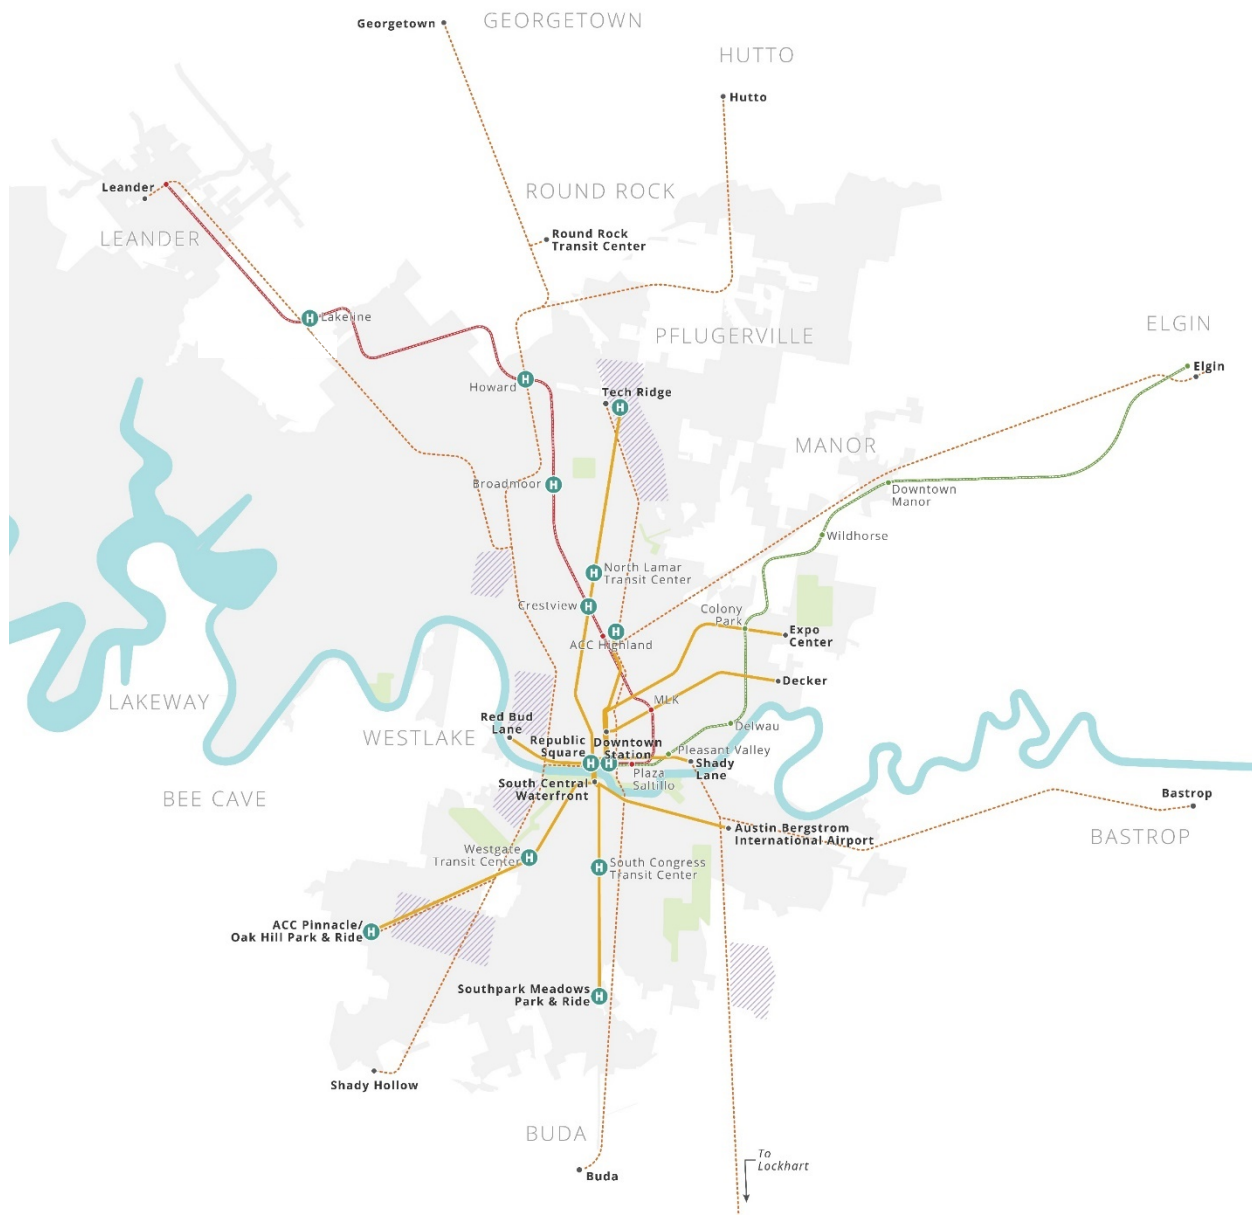 Georgetown
GEORGETOWN
HUTTO
Hutto
Leander
ROUND ROCK
LEANDER
Round Rock
Transit Center
H
Lakeline
PFLUGERVILLE
ELGIN
Elgin
Howard
H
Tech Ridge
H
MANOR
Broadmoor
H
Downtown
Manor
Wildhorse
H
North Lamar
Transit Center
Crestview
H
Colony
Park
H
ACC Highland
Expo
Center
Decker
LAKEWAY
MLK
Red Bud
Lane
WESTLAKE
Delwau
Republic
Square
Downtown
Station
Pleasant Valley
H
H
Shady
Lane
Plaza
Saltillo
South Central
Waterfront
BEE CAVE
Bastrop
Austin Bergstrom
International Airport
BASTROP
Westgate
Transit Center
H
H
South Congress
Transit Center
ACC Pinnacle/
Oak Hill Park & Ride
H
Southpark Meadows
Park & Ride
H
Shady Hollow
BUDA
Buda
To
Lockhart